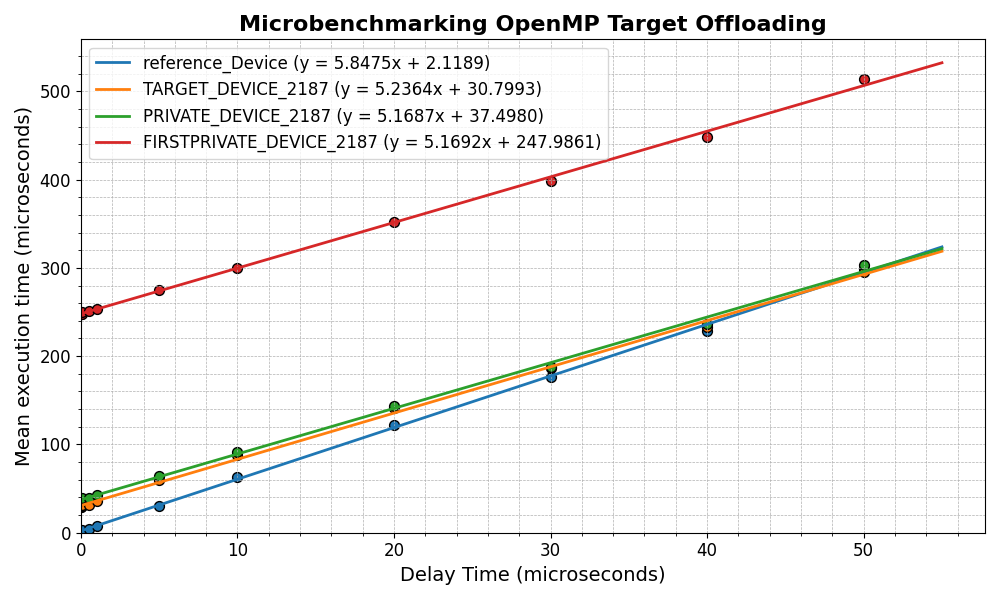 Microbenchmarking OpenMP Target Offloading
reference_Device (y = 5.8475x + 2.1189)
TARGET_DEVICE_2187 (y = 5.2364x + 30.7993)
PRIVATE_DEVICE_2187 (y = 5.1687x + 37.4980)
FIRSTPRIVATE_DEVICE_2187 (y = 5.1692x + 247.9861)
Mean execution time (microseconds)
500
400
300
200
100
0
0 10 20 30 40 50
Delay Time (microseconds)